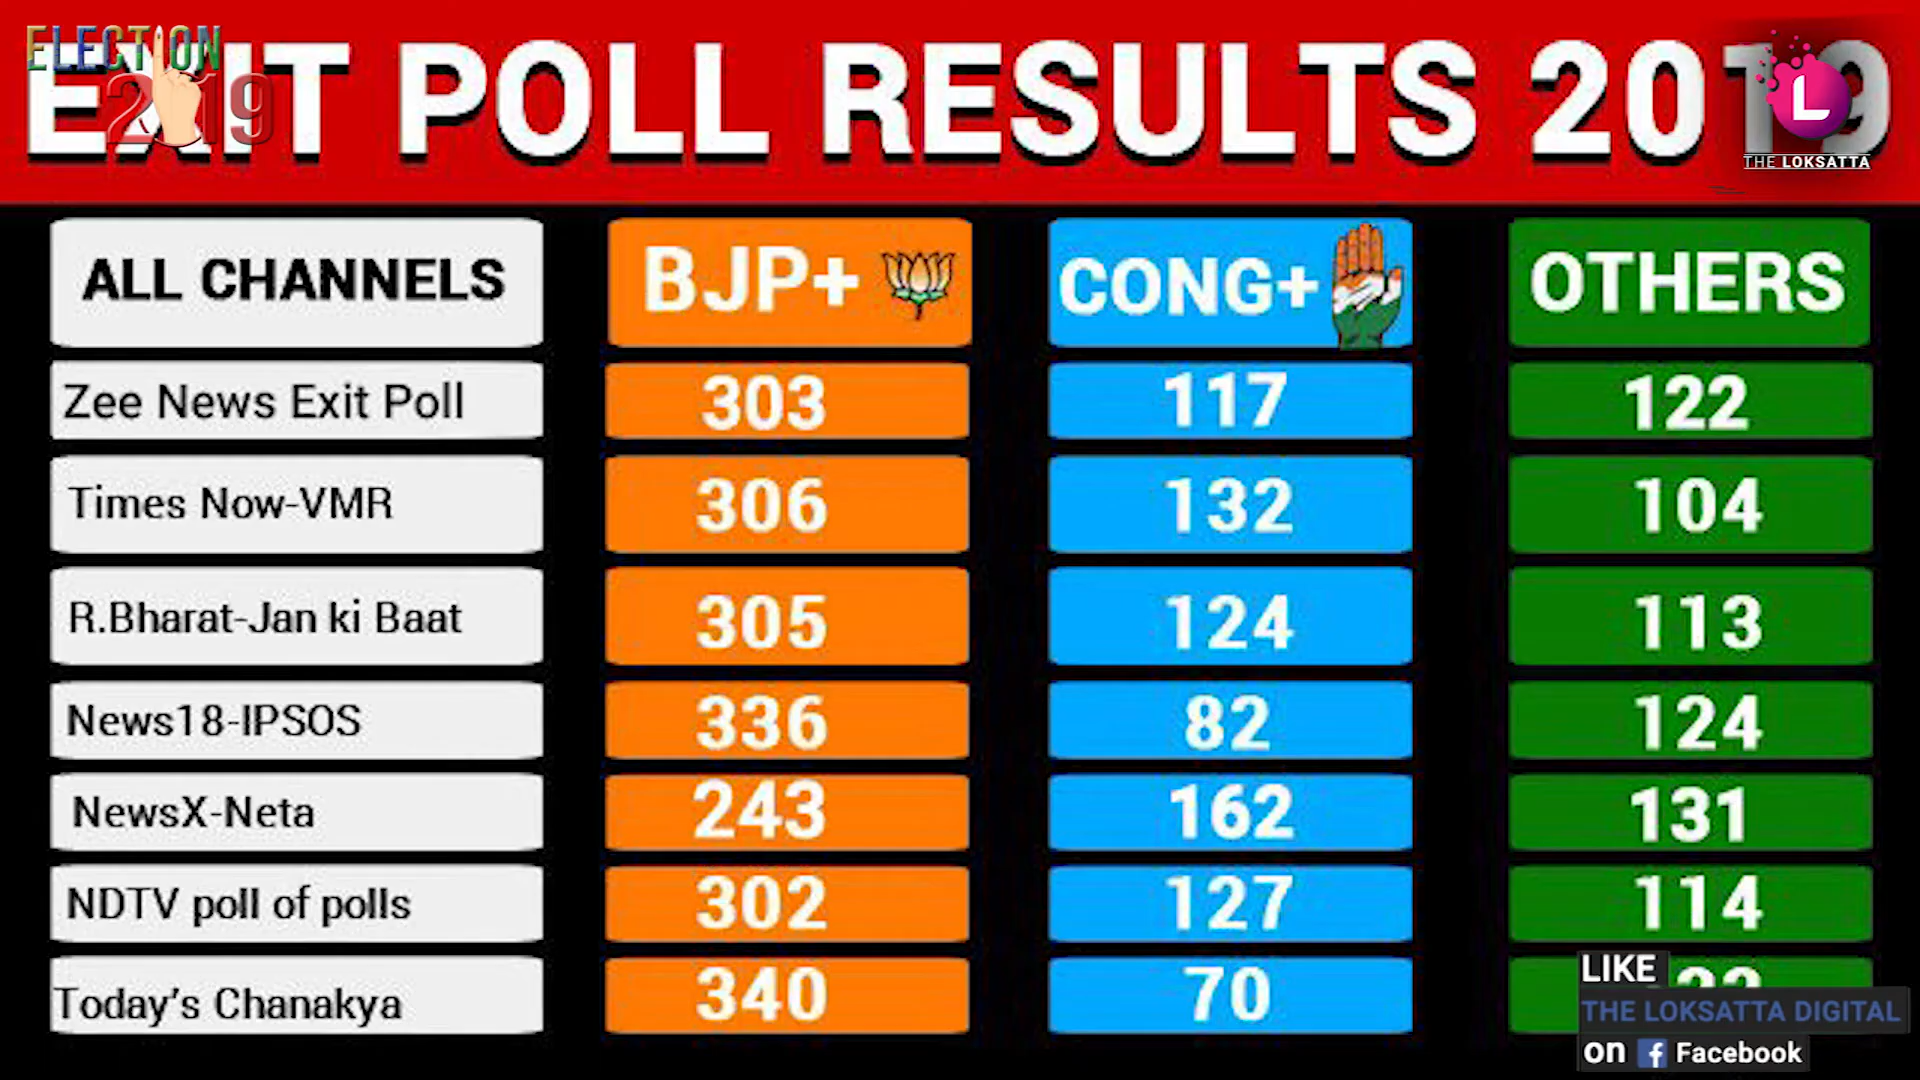 ELECTION
2019
EXIT POLL RESULTS 2019
L
THE LOKSATTA
ALL CHANNELS BJP+ CONG+ OTHERS
Zee News Exit Poll 303 117 122
Times Now-VMR 306 132 104
R.Bharat-Jan ki Baat 305 124 113
News18-IPSOS 336 82 124
NewsX-Neta 243 162 131
NDTV poll of polls 302 127 114
Today's Chanakya 340 70
LIKE
THE LOKSATTA DIGITAL
on f Facebook